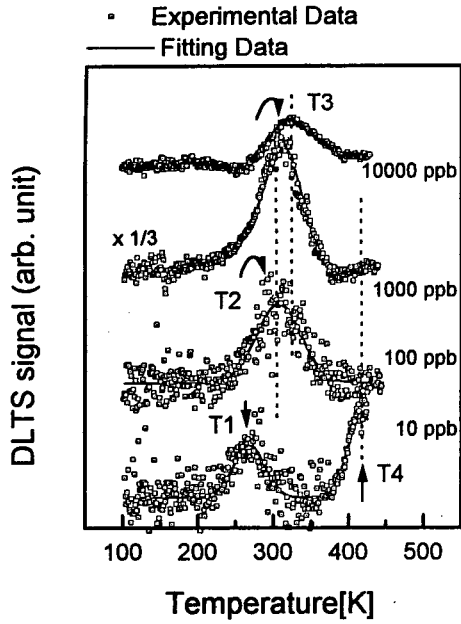 Experimental Data
Fitting Data
T3
10000 ppb
x 1/3
1000 ppb
T2
100 ppb
T1
10 ppb
T4
DLTS signal (arb. unit)
100 200 300 400 500
Temperature[K]